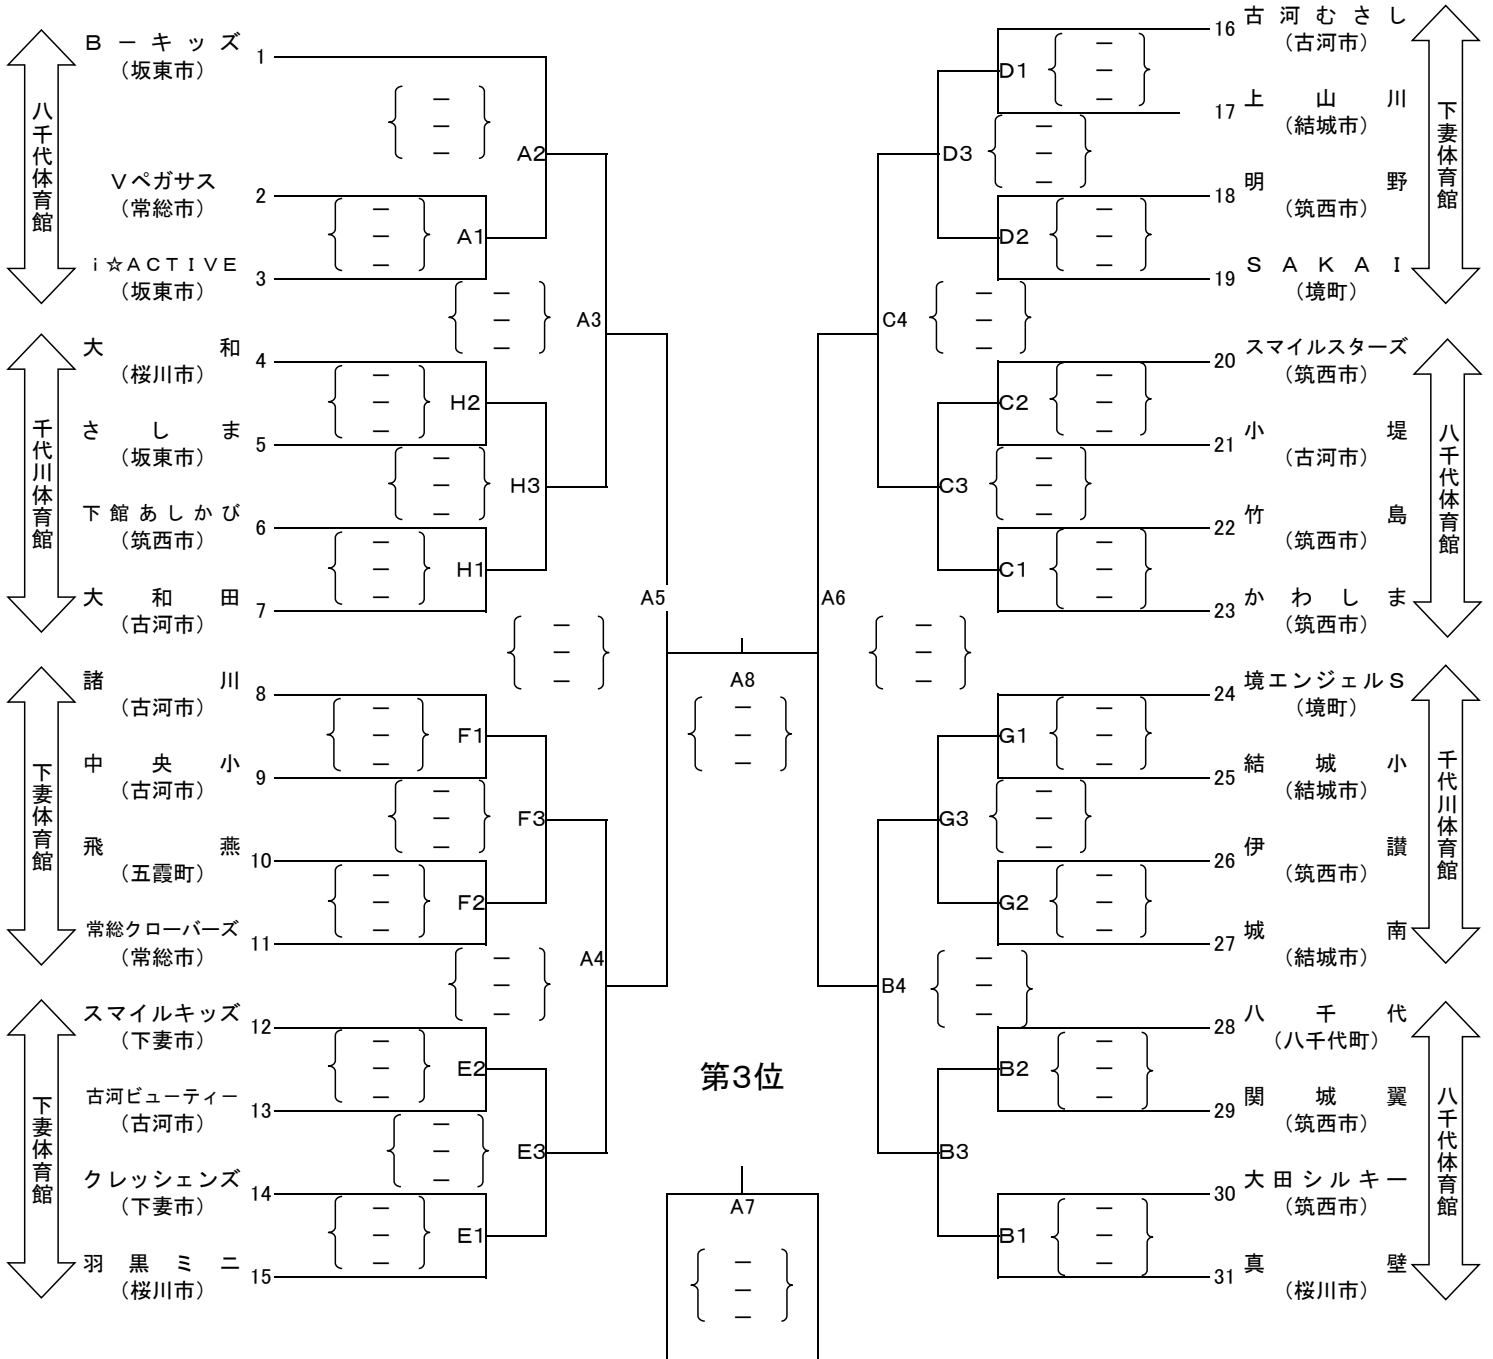 八千代体育館
Ｂーキッズ
1
（坂東市）
A2
Ｖペガサス
2
（常総市）
A1
ｉ☆ＡＣＴＩＶＥ
3
（坂東市）
A3
千代川体育館
大和
4
（桜川市）
H2
さしま
5
（坂東市）
H3
下館あしかび
6
（筑西市）
H1
大和田
7
（古河市）
A5
下妻体育館
諸川
8
（古河市）
F1
中央小
9
（古河市）
F3
飛燕
10
（五霞町）
F2
常総クローバーズ
11
（常総市）
A4
下妻体育館
スマイルキッズ
12
（下妻市）
E2
古河ビューティー
13
（古河市）
E3
クレッシェンズ
14
（下妻市）
E1
羽黒ミニ
15
（桜川市）
A8
第3位
A7
16
古河むさし
（古河市）
D1
17
上山川
（結城市）
下妻体育館
D3
18
明野
（筑西市）
D2
19
ＳＡＫＡＩ
（境町）
C4
20
スマイルスターズ
（筑西市）
C2
21
小堤
（古河市）
八千代体育館
C3
22
竹島
（筑西市）
C1
23
かわしま
（筑西市）
A6
24
境エンジェルＳ
（境町）
G1
25
結城小
（結城市）
千代川体育館
G3
26
伊讃
（筑西市）
G2
27
城南
（結城市）
B4
28
八千代
（八千代町）
B2
29
関城翼
（筑西市）
八千代体育館
B3
30
大田シルキー
（筑西市）
B1
31
真壁
（桜川市）